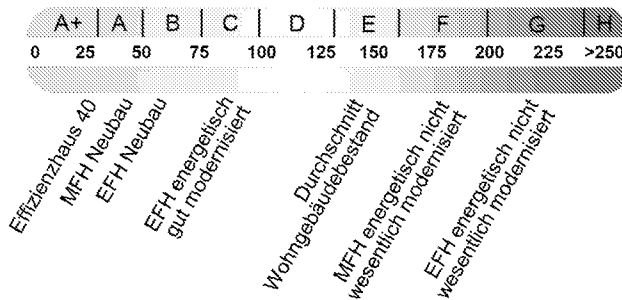 A+ A B C D E F G H
0 25 50 75 100 125 150 175 200 225 >250
Effizienzhaus 40
MFH Neubau
EFH Neubau
EFH energetisch
gut modernisiert
Durchschnitt
Wohngebäudebestand
MFH energetisch nicht
wesentlich modernisiert
EFH energetisch nicht
wesentlich modernisiert